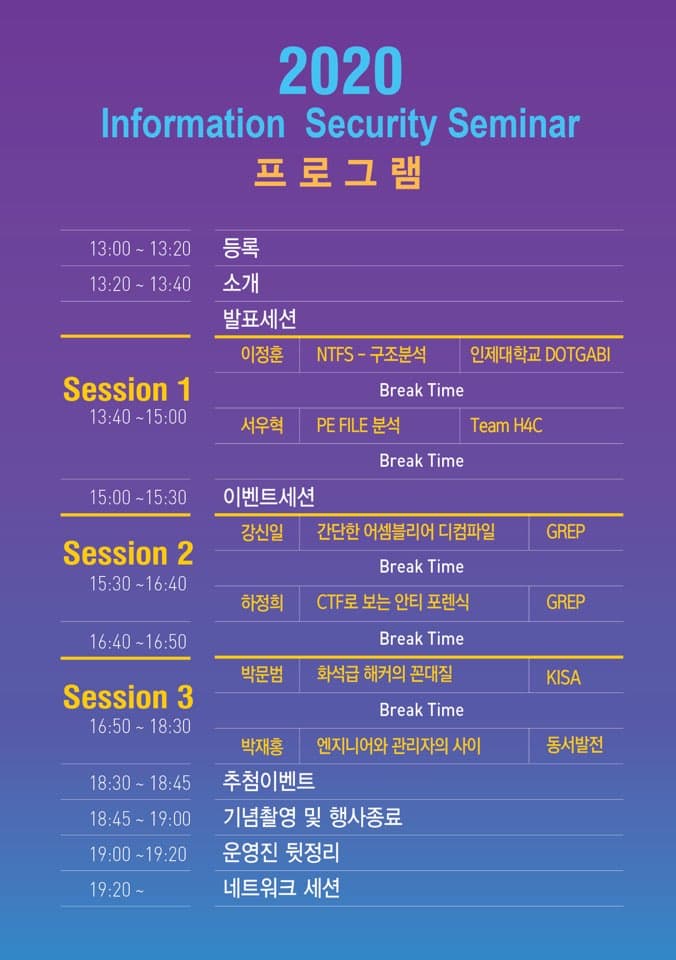 2020
Information Security Seminar
프로그램
13:00 ~ 13:20 등록
13:20 ~ 13:40 소개
발표세션
Session 1
13:40 ~15:00
이정훈 NTFS - 구조분석 인제대학교 DOTGABI
Break Time
서우혁 PE FILE 분석 Team H4C
Break Time
15:00 ~15:30 이벤트세션
Session 2
15:30 ~16:40
강신일 간단한 어셈블리어 디컴파일 GREP
Break Time
하정희 CTF로 보는 안티 포렌식 GREP
16:40 ~16:50 Break Time
Session 3
16:50 ~ 18:30
박문범 화석급 해커의 꼰대질 KISA
Break Time
박재홍 엔지니어와 관리자의 사이 동서발전
18:30 ~ 18:45 추첨이벤트
18:45 ~ 19:00 기념촬영 및 행사종료
19:00 ~19:20 운영진 뒷정리
19:20 ~ 네트워크 세션